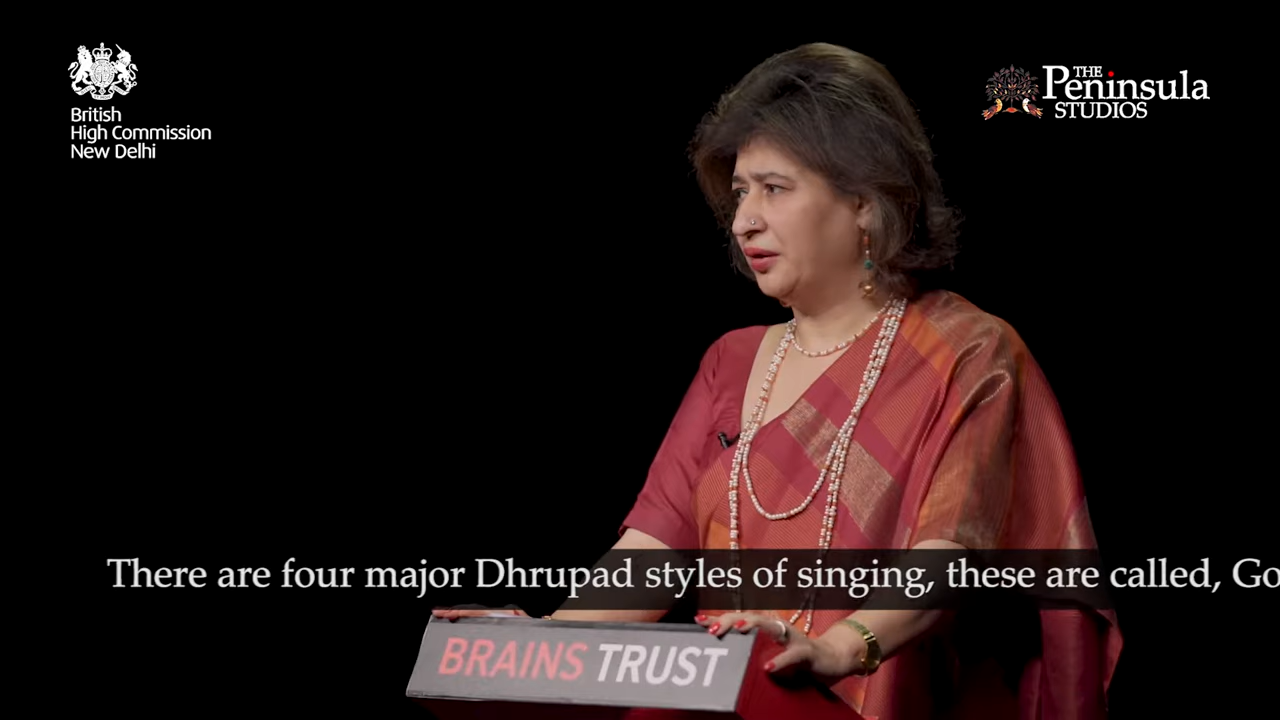 British
High Commission
New Delhi
THE
Peninsula
STUDIOS
There are four major Dhrupad styles of singing, these are called, Go
BRAINS TRUST